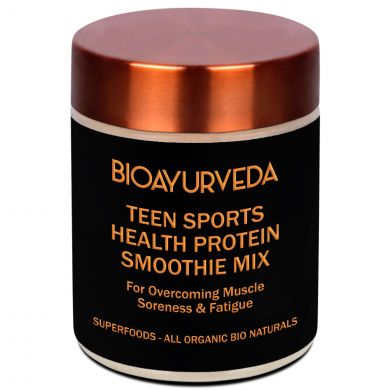 BIOAYURVEDA
TEEN SPORTS
HEALTH PROTEIN
SMOOTHIE MIX
For Overcoming Muscle
Soreness & Fatigue
SUPERFOODS - ALL ORGANIC BIO NATURALS